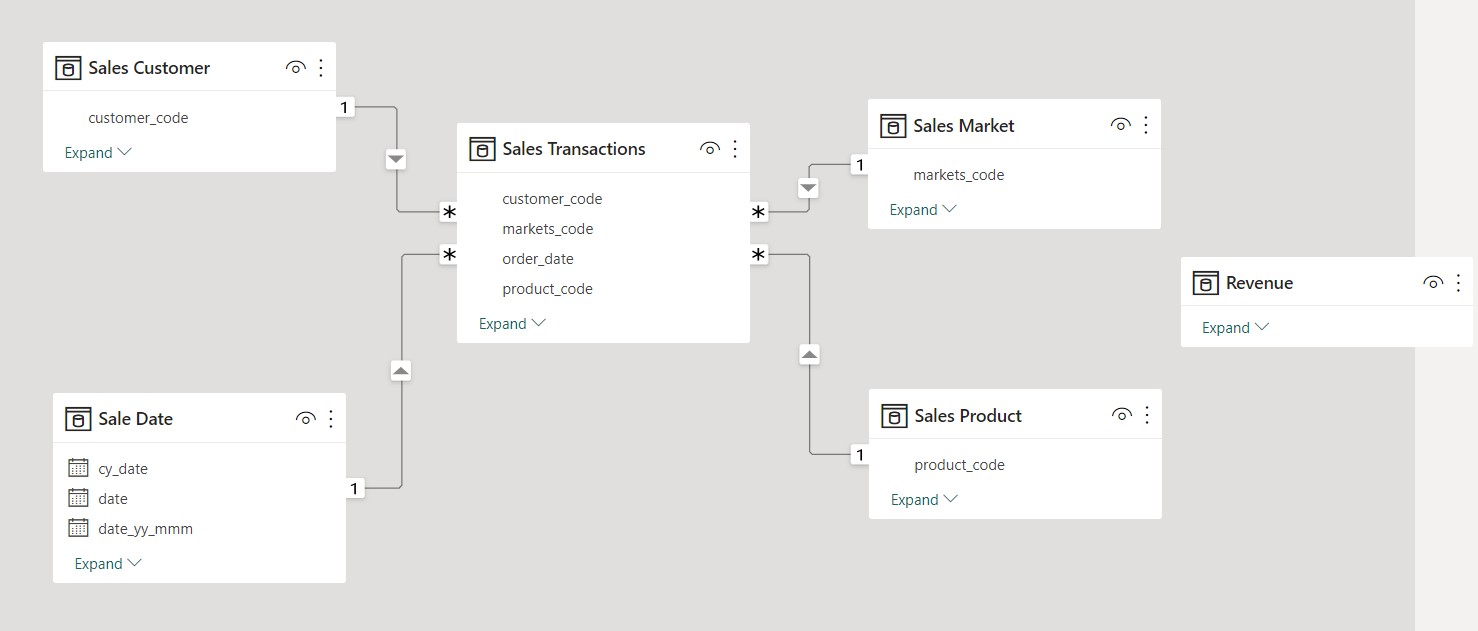 Sales Customer
customer_code
Expand
1
*
Sales Transactions
customer_code
markets_code
order_date
product_code
Expand
*
*
*
Sales Market
markets_code
Expand
1
Revenue
Expand
Sale Date
cy_date
date
date_yy_mmm
Expand
1
Sales Product
product_code
Expand
1